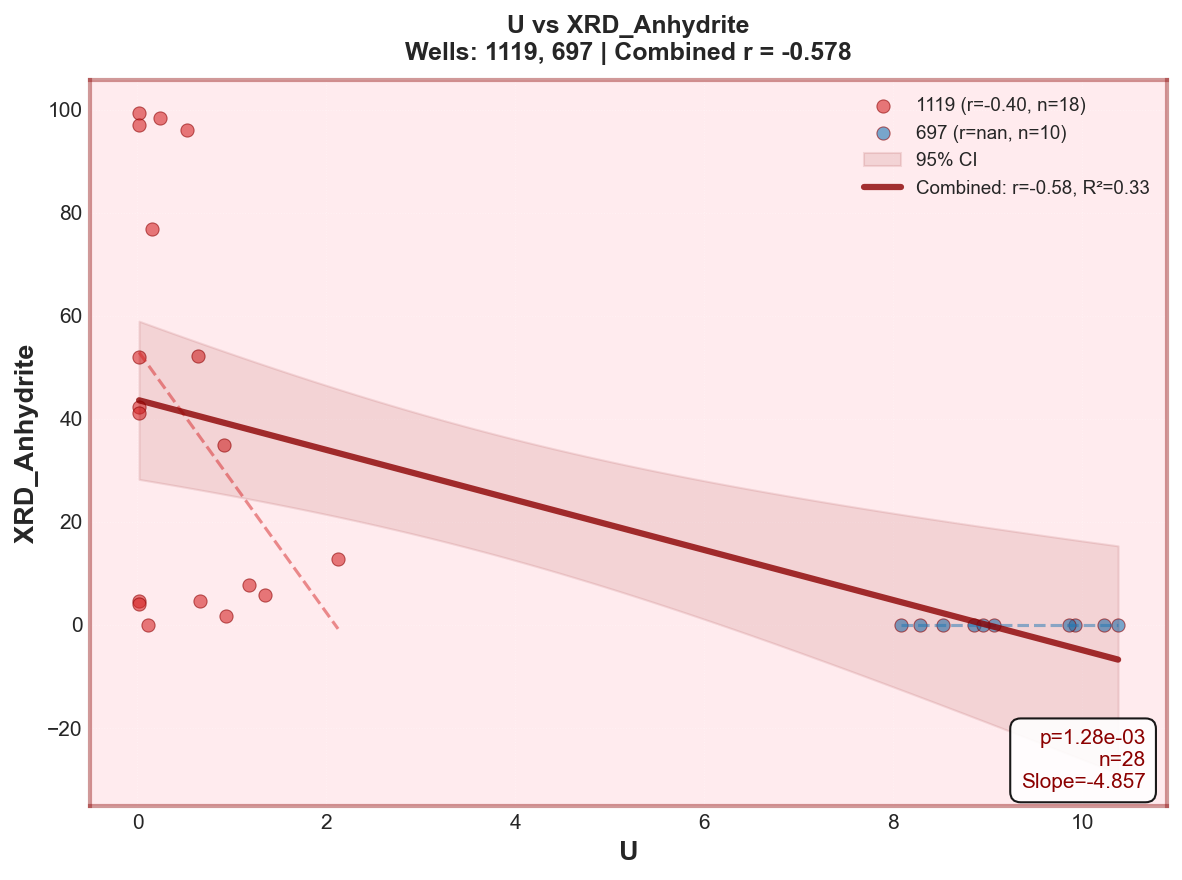 U vs XRD_Anhydrite
Wells: 1119, 697 | Combined r = -0.578
1119 (r=-0.40, n=18)
697 (r=nan, n=10)
95% CI
Combined: r=-0.58, R²=0.33
100
80
60
40
20
0
−20
XRD_Anhydrite
p=1.28e-03
n=28
Slope=-4.857
0
2
4
6
8
10
U